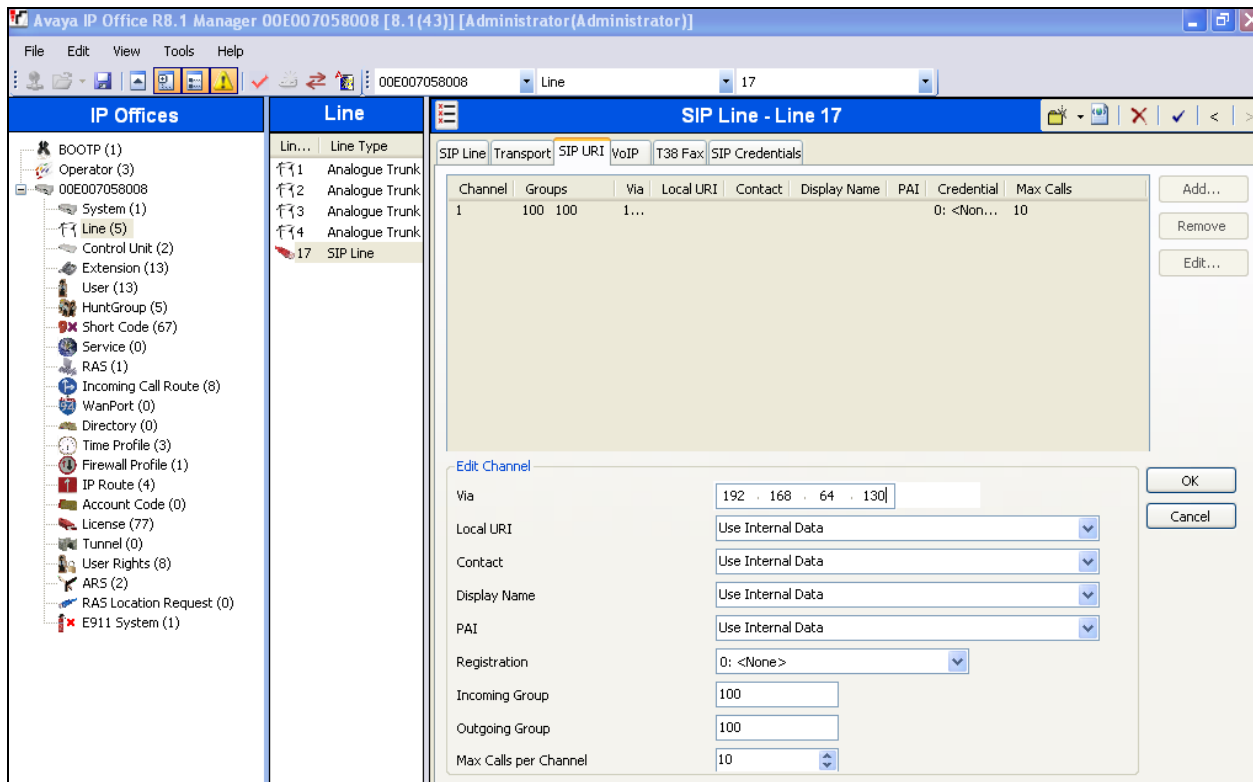 Avaya IP Office R8.1 Manager 00E007058008 [8.1(43)] [Administrator(Administrator)]
File Edit View Tools Help
00E007058008 Line 17
IP Offices
BOOTP (1)
Operator (3)
00E007058008
System (1)
Line (5)
Control Unit (2)
Extension (13)
User (13)
HuntGroup (5)
Short Code (67)
Service (0)
RAS (1)
Incoming Call Route (8)
WanPort (0)
Directory (0)
Time Profile (3)
Firewall Profile (1)
IP Route (4)
Account Code (0)
License (77)
Tunnel (0)
User Rights (8)
ARS (2)
RAS Location Request (0)
E911 System (1)
Line
Lin... Line Type
1 Analogue Trunk
2 Analogue Trunk
3 Analogue Trunk
4 Analogue Trunk
17 SIP Line
SIP Line - Line 17
SIP Line Transport SIP URI VoIP T38 Fax SIP Credentials
Channel Groups Via Local URI Contact Display Name PAI Credential Max Calls
1 100 100 1... 0: <Non... 10
Add...
Remove
Edit...
Edit Channel
Via 192 . 168 . 64 . 130
Local URI Use Internal Data
Contact Use Internal Data
Display Name Use Internal Data
PAI Use Internal Data
Registration 0: <None>
Incoming Group 100
Outgoing Group 100
Max Calls per Channel 10
OK
Cancel